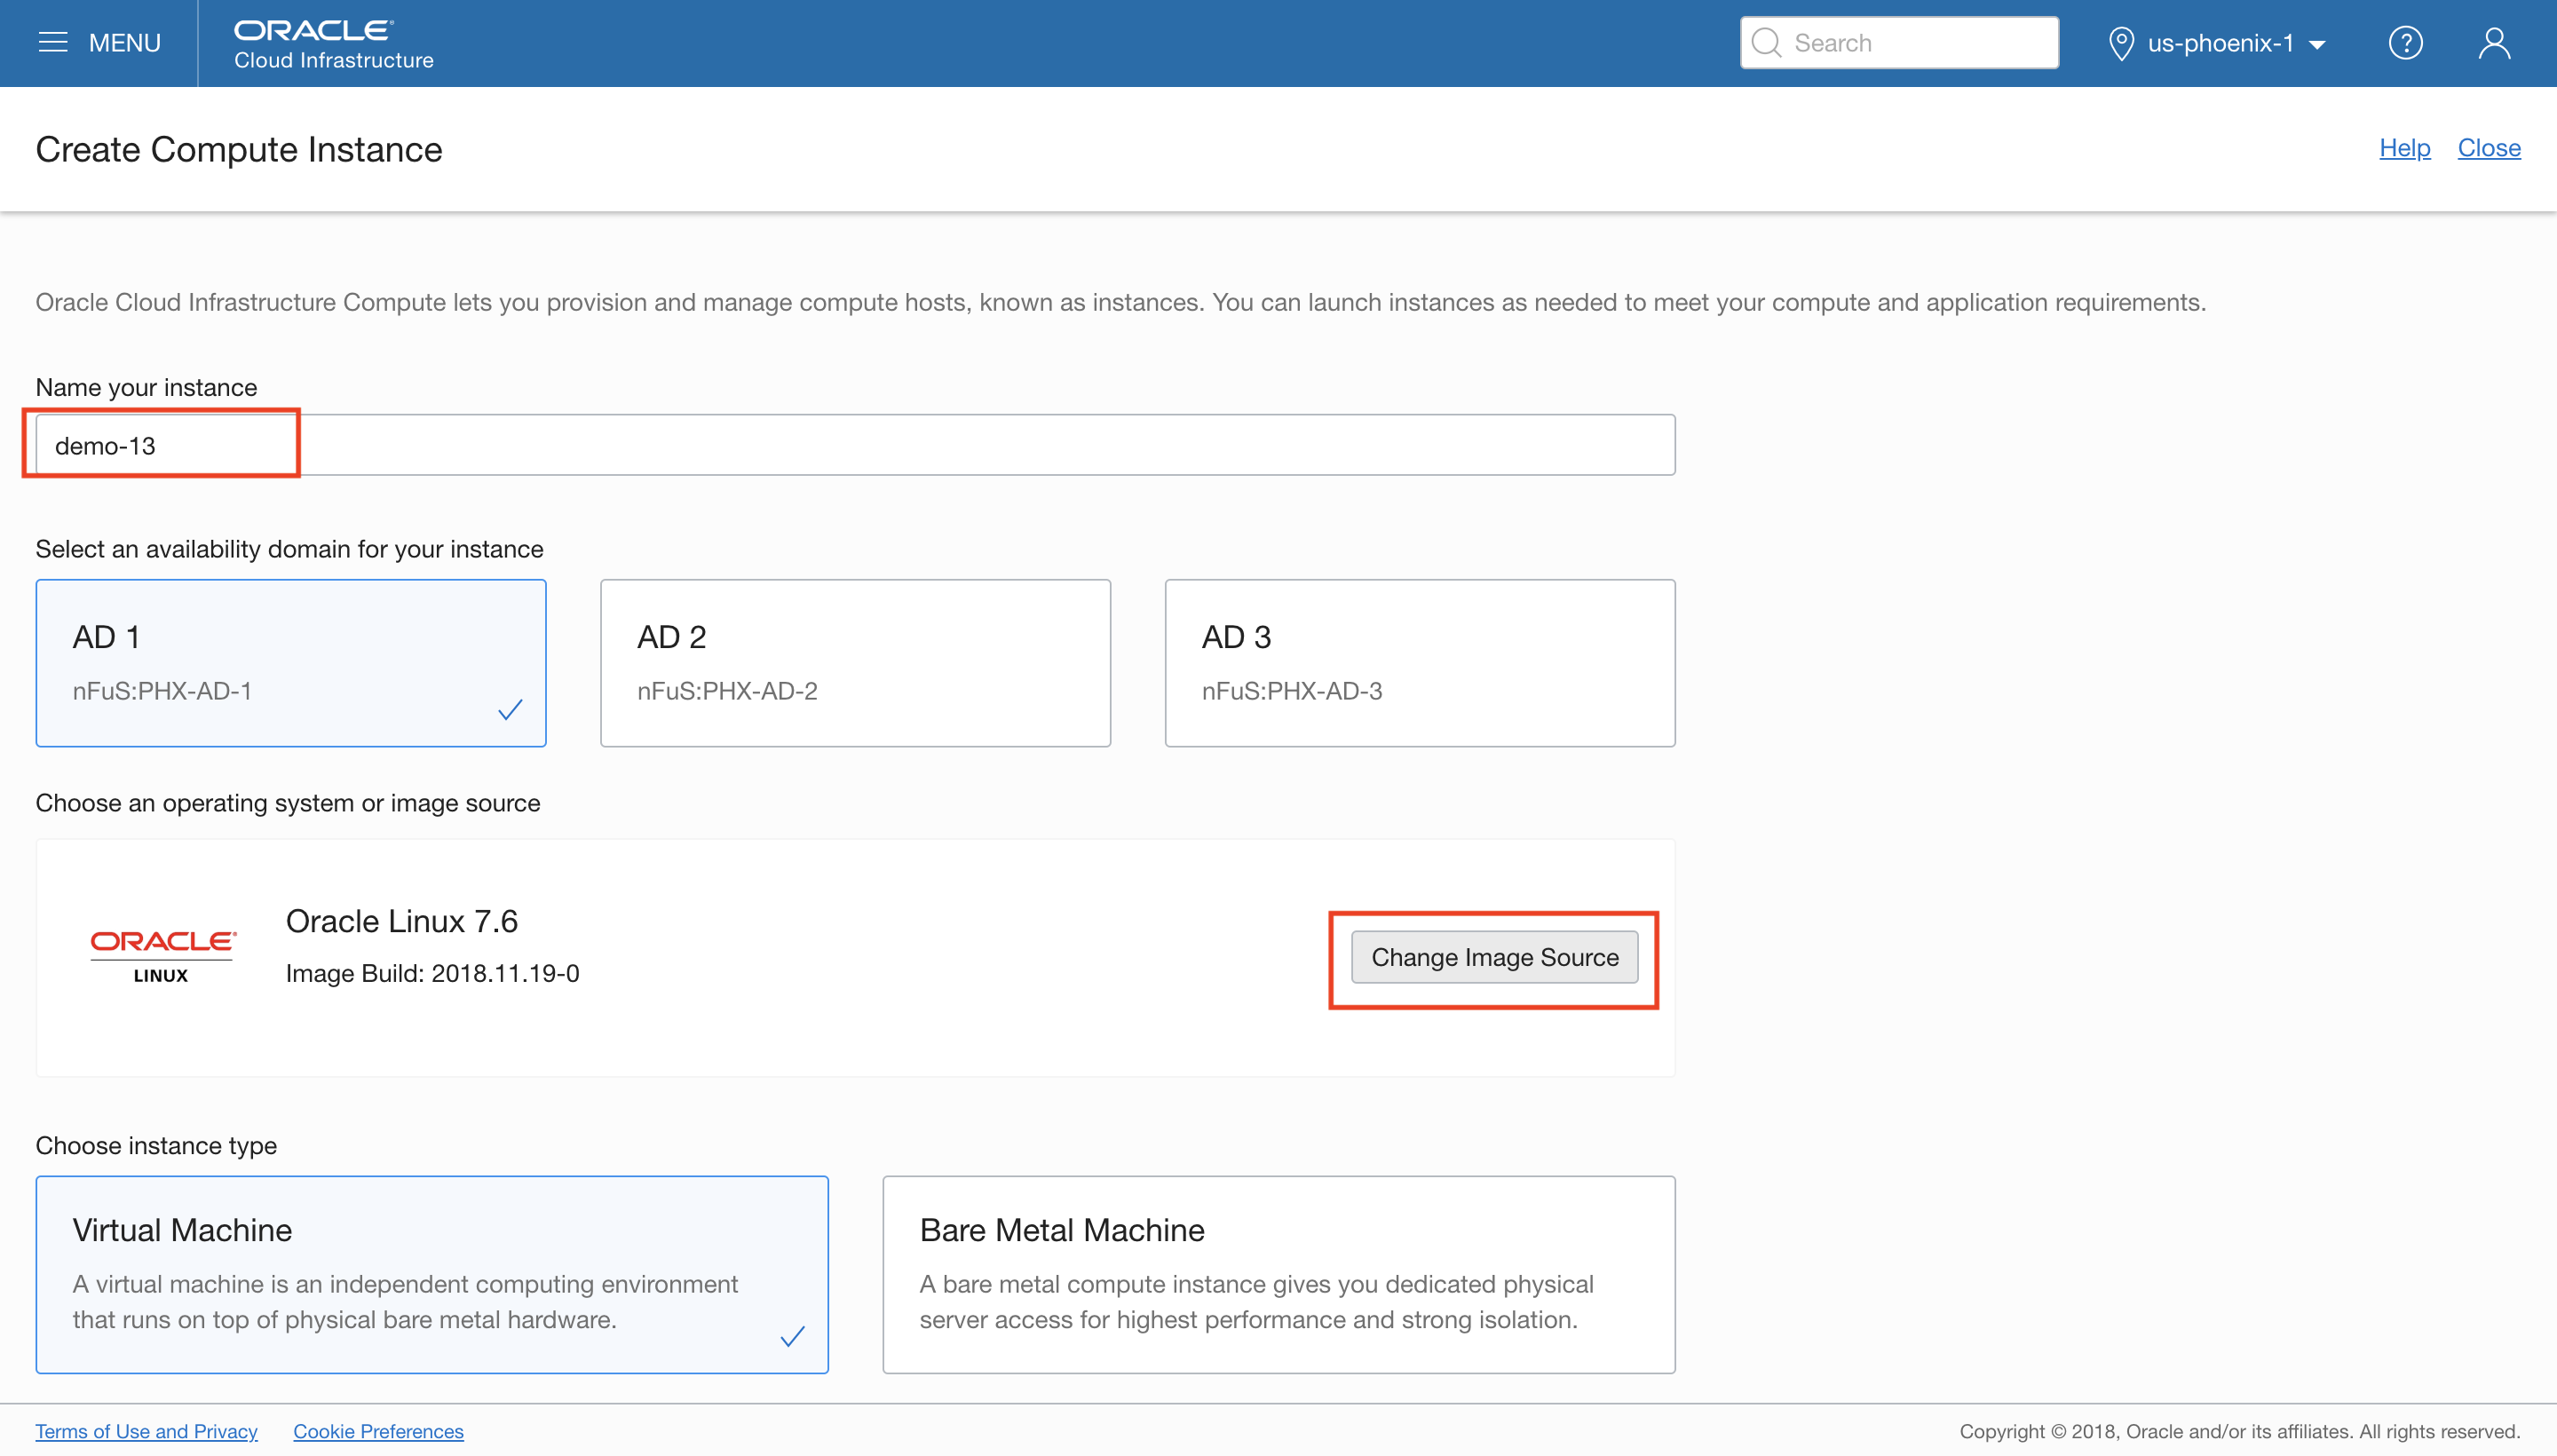 MENU
ORACLE®
Cloud Infrastructure
Search
us-phoenix-1
?
Create Compute Instance
Help
Close
Oracle Cloud Infrastructure Compute lets you provision and manage compute hosts, known as instances. You can launch instances as needed to meet your compute and application requirements.
Name your instance
demo-13
Select an availability domain for your instance
AD 1
nFuS:PHX-AD-1
AD 2
nFuS:PHX-AD-2
AD 3
nFuS:PHX-AD-3
Choose an operating system or image source
ORACLE®
LINUX
Oracle Linux 7.6
Image Build: 2018.11.19-0
Change Image Source
Choose instance type
Virtual Machine
A virtual machine is an independent computing environment
that runs on top of physical bare metal hardware.
Bare Metal Machine
A bare metal compute instance gives you dedicated physical
server access for highest performance and strong isolation.
Terms of Use and Privacy
Cookie Preferences
Copyright © 2018, Oracle and/or its affiliates. All rights reserved.